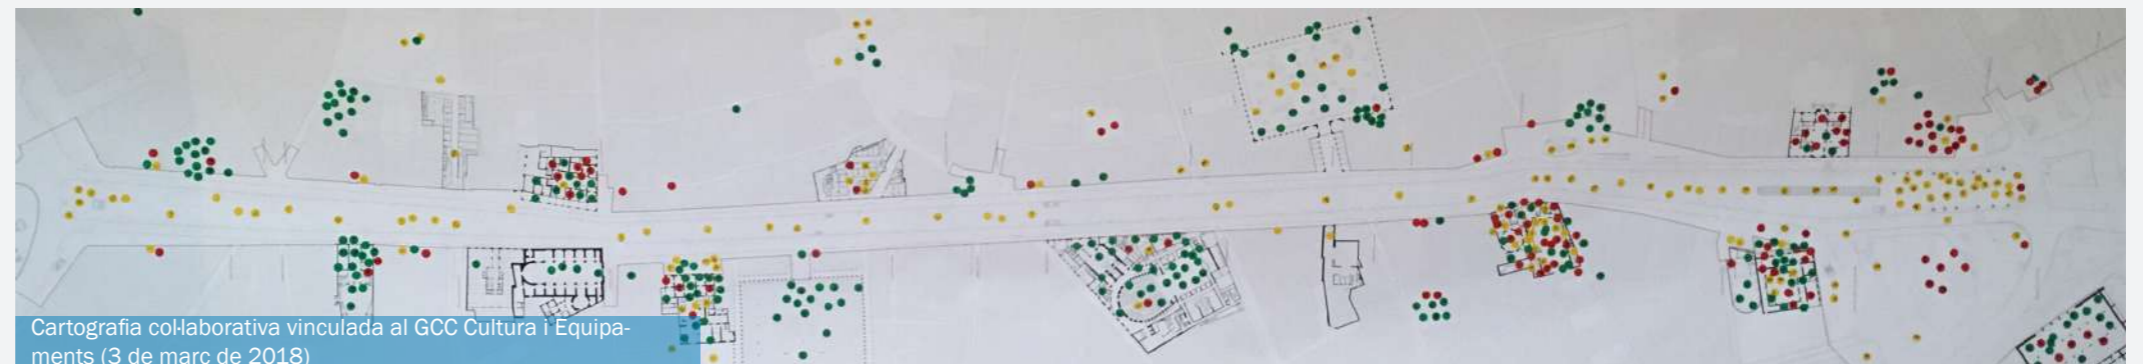 Cartografia col·laborativa vinculada al GCC Cultura i Equipa-
ments (3 de març de 2018)